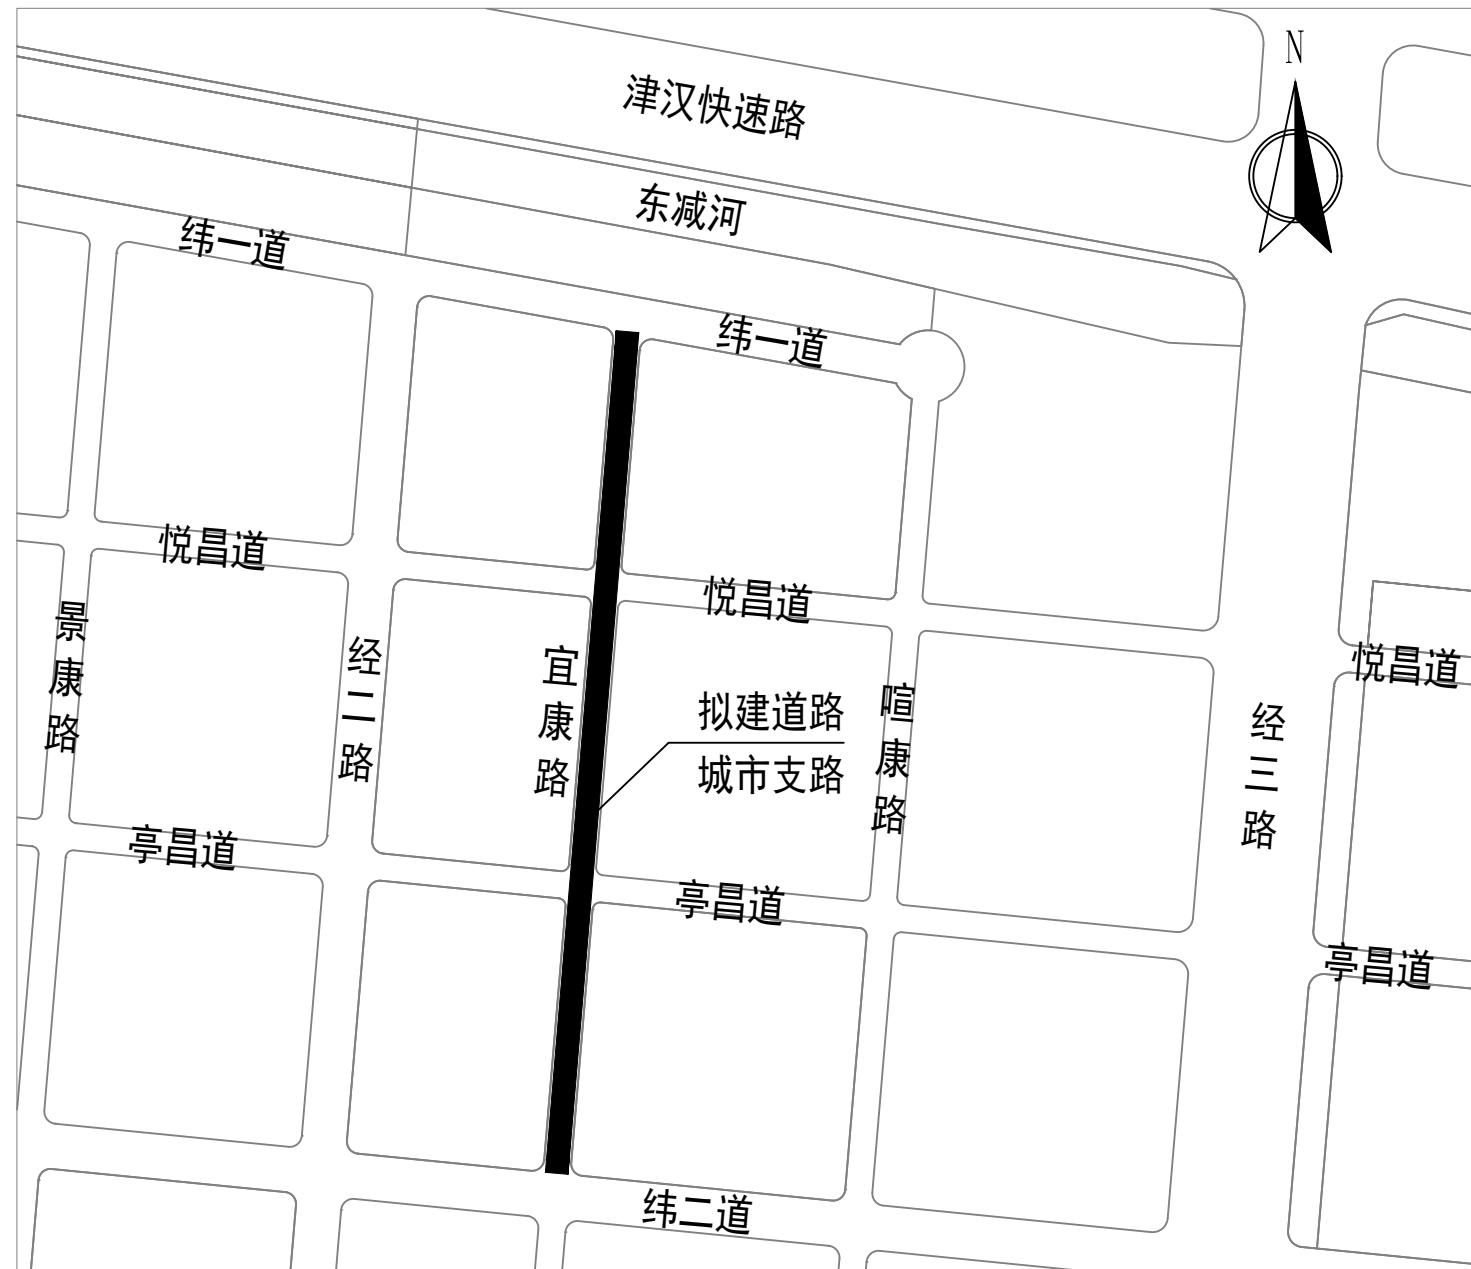 N
津汉快速路
东减河
纬一道
纬一道
悦昌道
悦昌道
悦昌道
景康路
经二路
宜康路
拟建道路
城市支路
喧康路
经三路
亭昌道
亭昌道
亭昌道
纬二道